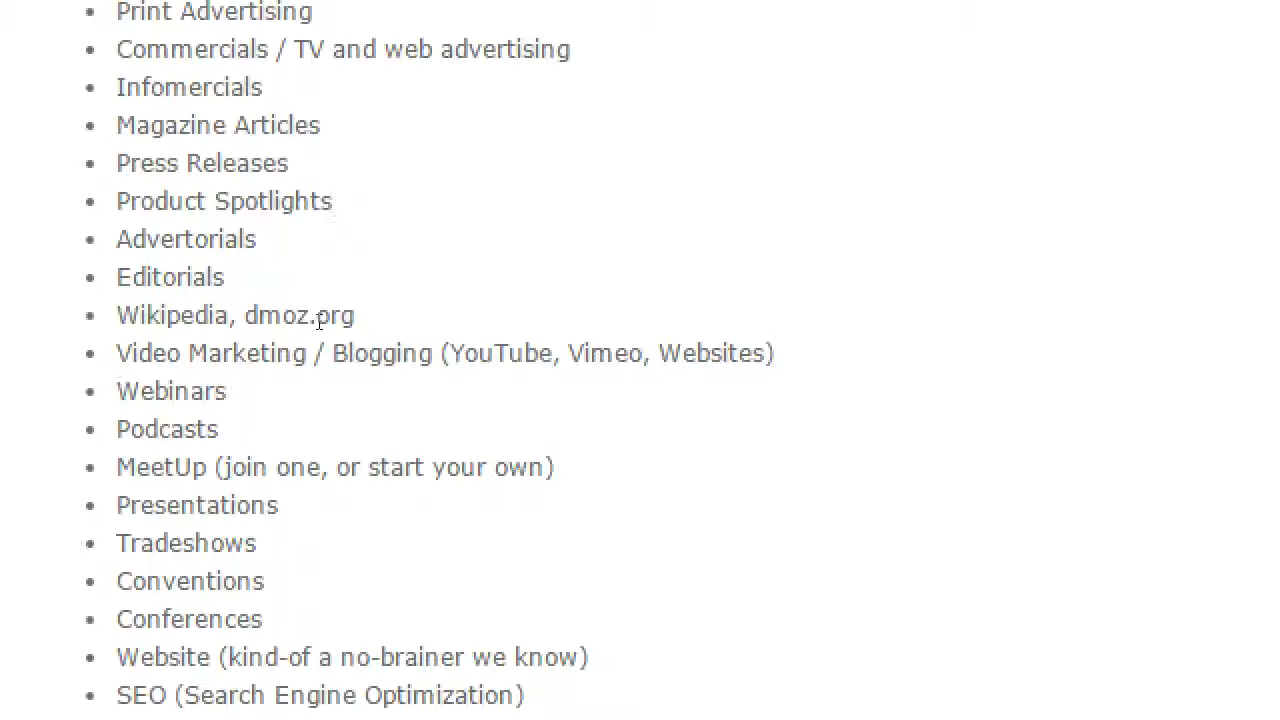 Print Advertising
Commercials / TV and web advertising
Infomercials
Magazine Articles
Press Releases
Product Spotlights
Advertorials
Editorials
Wikipedia, dmoz.org
Video Marketing / Blogging (YouTube, Vimeo, Websites)
Webinars
Podcasts
MeetUp (join one, or start your own)
Presentations
Tradeshows
Conventions
Conferences
Website (kind-of a no-brainer we know)
SEO (Search Engine Optimization)